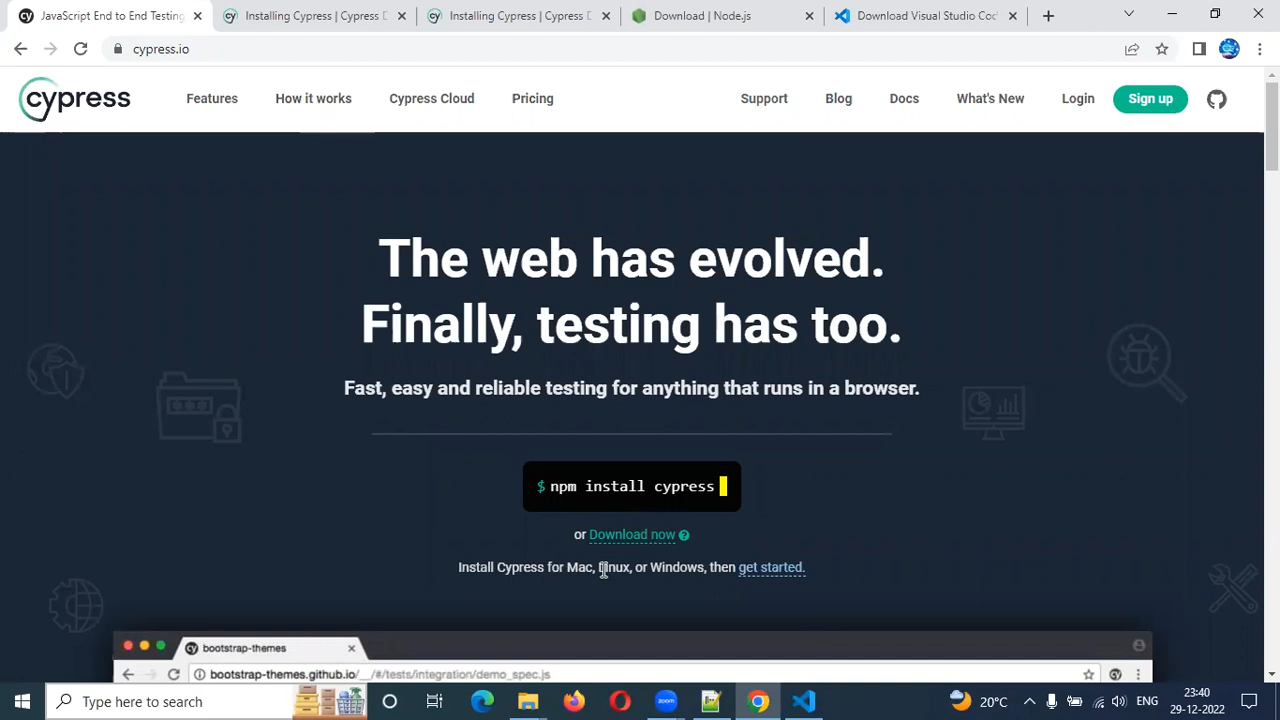 JavaScript End to End Testing
Installing Cypress | Cypress D
Installing Cypress | Cypress D
Download | Node.js
Download Visual Studio Cod
cypress.io
cypress
Features
How it works
Cypress Cloud
Pricing
Support
Blog
Docs
What's New
Login
Sign up
The web has evolved.
Finally, testing has too.
Fast, easy and reliable testing for anything that runs in a browser.
$ npm install cypress
or Download now ?
Install Cypress for Mac, Linux, or Windows, then get started.
cy bootstrap-themes
bootstrap-themes.github.io/__/#/tests/integration/demo_spec.js
Type here to search
zoom
20°C
ENG
23:40
29-12-2022